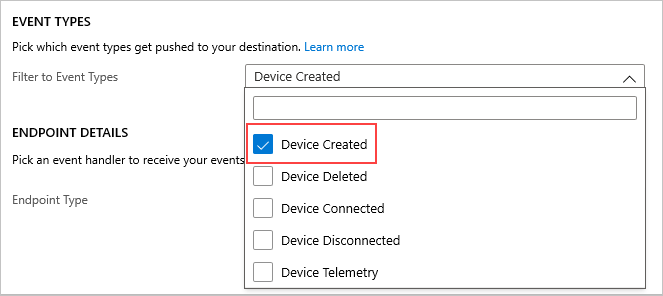 EVENT TYPES
Pick which event types get pushed to your destination. Learn more
Filter to Event Types
Device Created
Device Created
ENDPOINT DETAILS
Pick an event handler to receive your events
Device Deleted
Endpoint Type
Device Connected
Device Disconnected
Device Telemetry